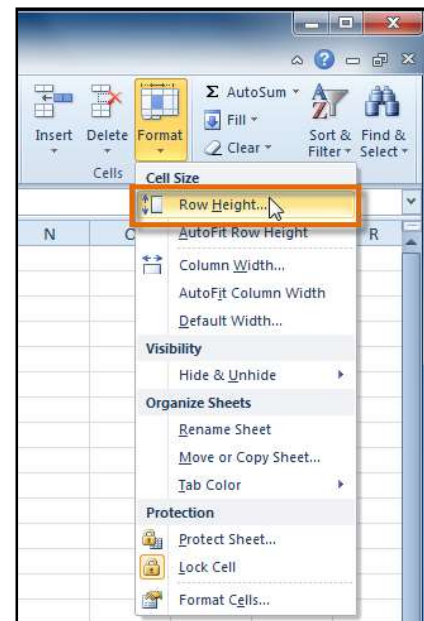 Σ AutoSum
Fill
Clear
Insert Delete Format
Sort & Filter
Find & Select
Cells
Cell Size
Row Height...
AutoFit Row Height
N R
Column Width...
AutoFit Column Width
Default Width...
Visibility
Hide & Unhide
Organize Sheets
Rename Sheet
Move or Copy Sheet...
Tab Color
Protection
Protect Sheet...
Lock Cell
Format Cells...